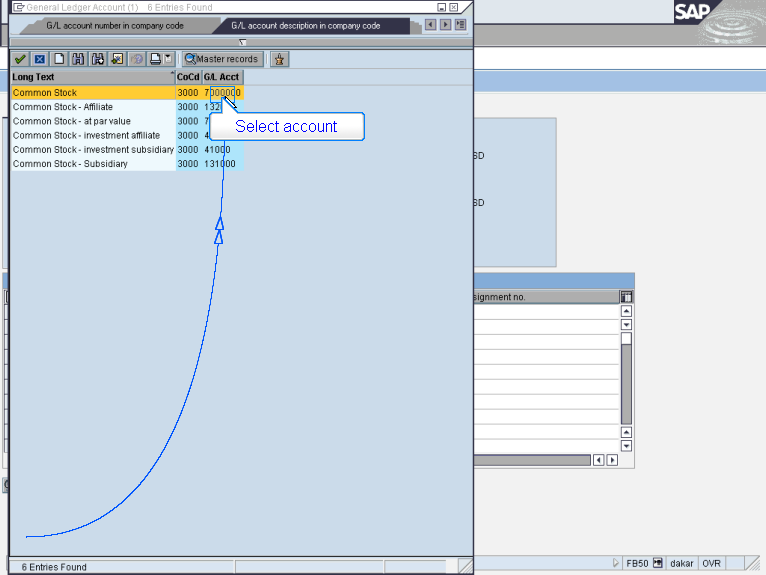 General Ledger Account (1) 6 Entries Found
SAP
G/L account number in company code G/L account description in company code
Master records
Long Text CoCd G/L Acct
Common Stock 3000 7000000
Common Stock - Affiliate 3000
Common Stock - at par value 3000
Common Stock - investment affiliate 3000
Common Stock - investment subsidiary 3000 41000
Common Stock - Subsidiary 3000 131000
Select account
SD
SD
signment no.
6 Entries Found
FB50 dakar OVR